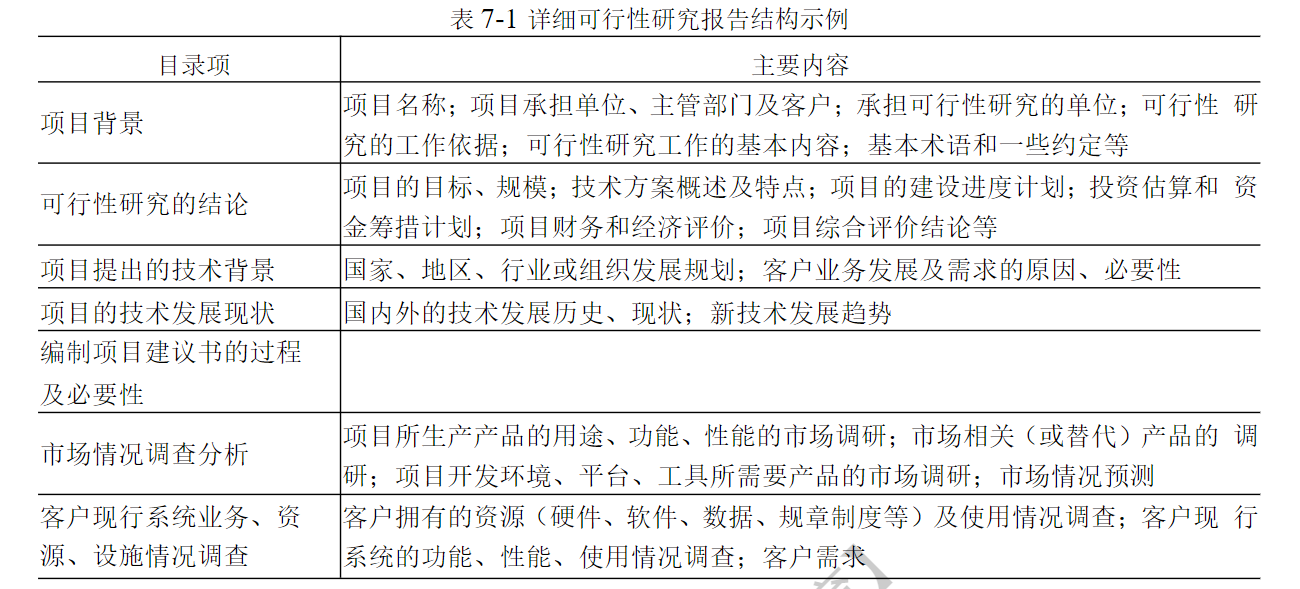 表 7-1 详细可行性研究报告结构示例
目录项 主要内容
项目背景
项目名称；项目承担单位、主管部门及客户；承担可行性研究的单位；可行性 研
究的工作依据；可行性研究工作的基本内容；基本术语和一些约定等
可行性研究的结论
项目的目标、规模；技术方案概述及特点；项目的建设进度计划；投资估算和 资
金筹措计划；项目财务和经济评价；项目综合评价结论等
项目提出的技术背景 国家、地区、行业或组织发展规划；客户业务发展及需求的原因、必要性
项目的技术发展现状 国内外的技术发展历史、现状；新技术发展趋势
编制项目建议书的过程
及必要性
市场情况调查分析
项目所生产产品的用途、功能、性能的市场调研；市场相关（或替代）产品的 调
研；项目开发环境、平台、工具所需要产品的市场调研；市场情况预测
客户现行系统业务、资
源、设施情况调查
客户拥有的资源（硬件、软件、数据、规章制度等）及使用情况调查；客户现 行
系统的功能、性能、使用情况调查；客户需求